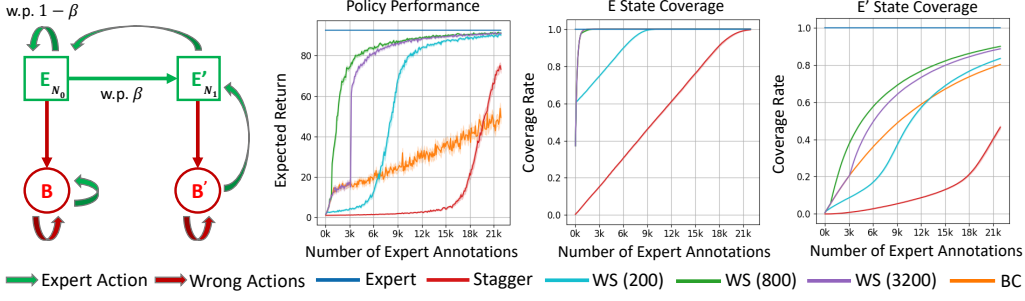 w.p. 1 − β
E
N₀
w.p. β
E'
N₁
B
B'
Policy Performance
Expected Return
80
60
40
20
0
0k 3k 6k 9k 12k 15k 18k 21k
Number of Expert Annotations
E State Coverage
Coverage Rate
1.0
0.8
0.6
0.4
0.2
0.0
0k 3k 6k 9k 12k 15k 18k 21k
Number of Expert Annotations
E' State Coverage
Coverage Rate
1.0
0.8
0.6
0.4
0.2
0.0
0k 3k 6k 9k 12k 15k 18k 21k
Number of Expert Annotations
Expert Action Wrong Actions Expert Stagger WS (200) WS (800) WS (3200) BC